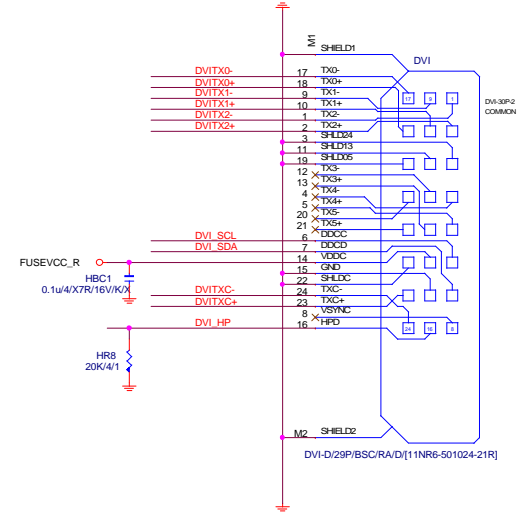 M1
SHIELD1
DVI
DVITX0- 17 TX0-
DVITX0+ 18 TX0+
DVITX1- 9 TX1-
DVITX1+ 10 TX1+
DVITX2- 1 TX2-
DVITX2+ 2 TX2+
3 SHLD24
11 SHLD13
19 SHLD05
12 TX3-
13 TX3+
4 TX4-
5 TX4+
20 TX5-
21 TX5+
DVI_SCL 6 DDCC
DVI_SDA 7 DDCD
FUSEVCC_R 14 VDDC
15 GND
22 SHLDC
DVITXC- 24 TXC-
DVITXC+ 23 TXC+
8 VSYNC
DVI_HP 16 HPD
17 9 1
DVI-30P-2
COMMON
24 16 8
HBC1
0.1u/4/X7R/16V/K/X
HR8
20K/4/1
M2 SHIELD2
DVI-D/29P/BSC/RA/D/[11NR6-501024-21R]